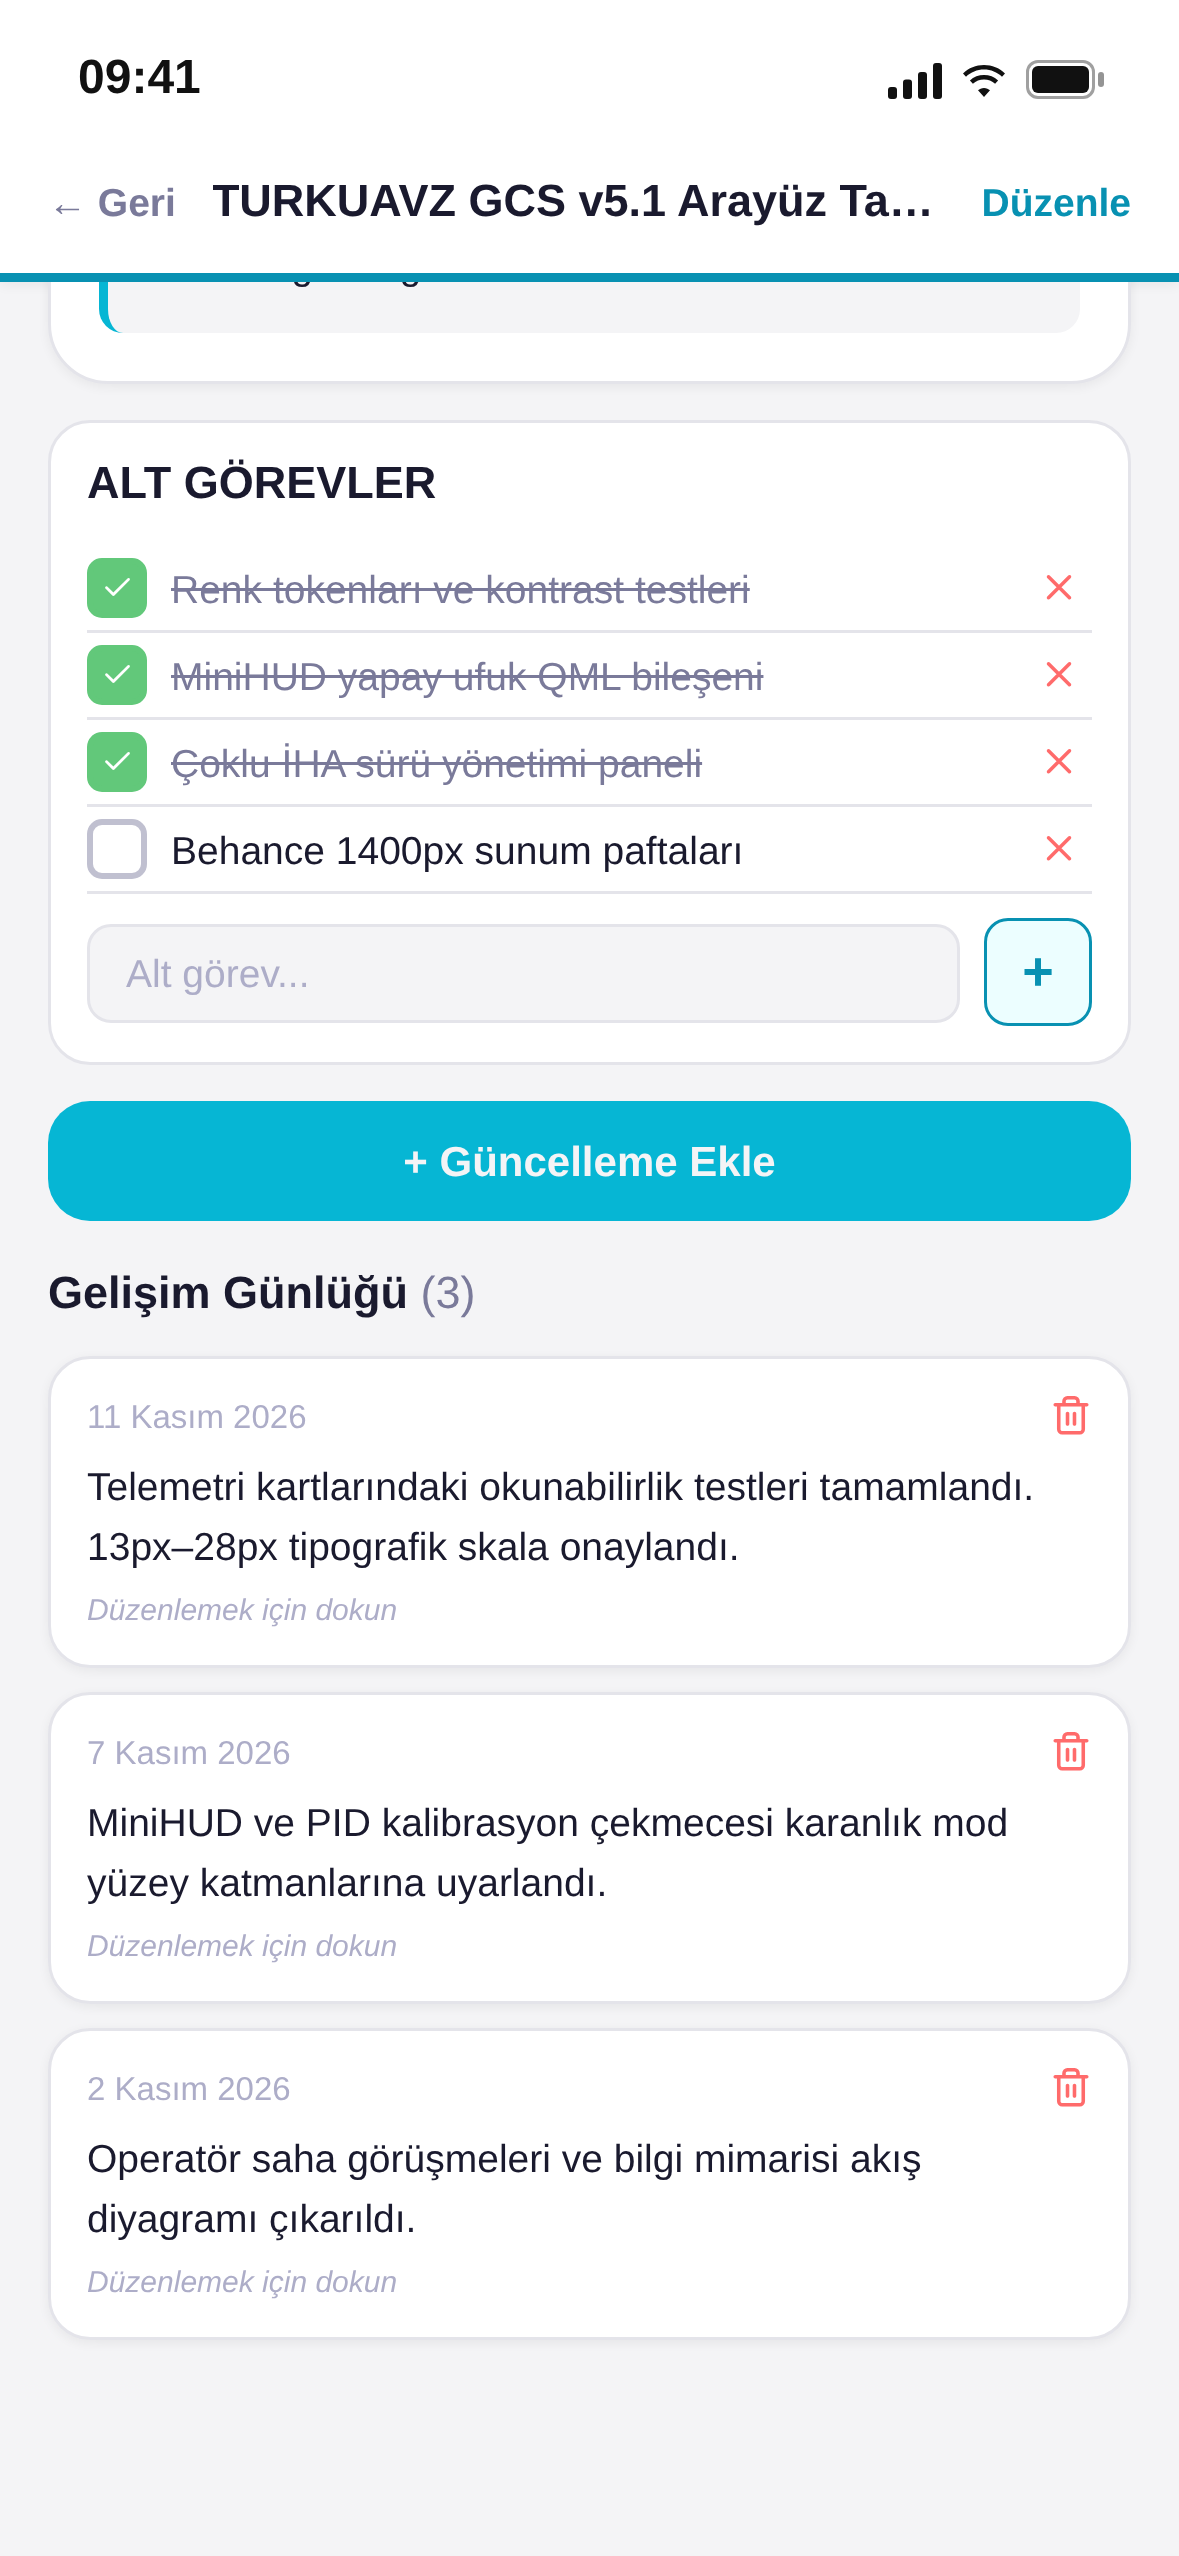 09:41
← Geri TURKUAVZ GCS v5.1 Arayüz Ta... Düzenle
ALT GÖREVLER
Renk tokenları ve kontrast testleri
MiniHUD yapay ufuk QML bileşeni
Çoklu İHA sürü yönetimi paneli
Behance 1400px sunum paftaları
Alt görev...
+
+ Güncelleme Ekle
Gelişim Günlüğü (3)
11 Kasım 2026
Telemetri kartlarındaki okunabilirlik testleri tamamlandı.
13px–28px tipografik skala onaylandı.
Düzenlemek için dokun
7 Kasım 2026
MiniHUD ve PID kalibrasyon çekmecesi karanlık mod
yüzey katmanlarına uyarlandı.
Düzenlemek için dokun
2 Kasım 2026
Operatör saha görüşmeleri ve bilgi mimarisi akış
diyagramı çıkarıldı.
Düzenlemek için dokun